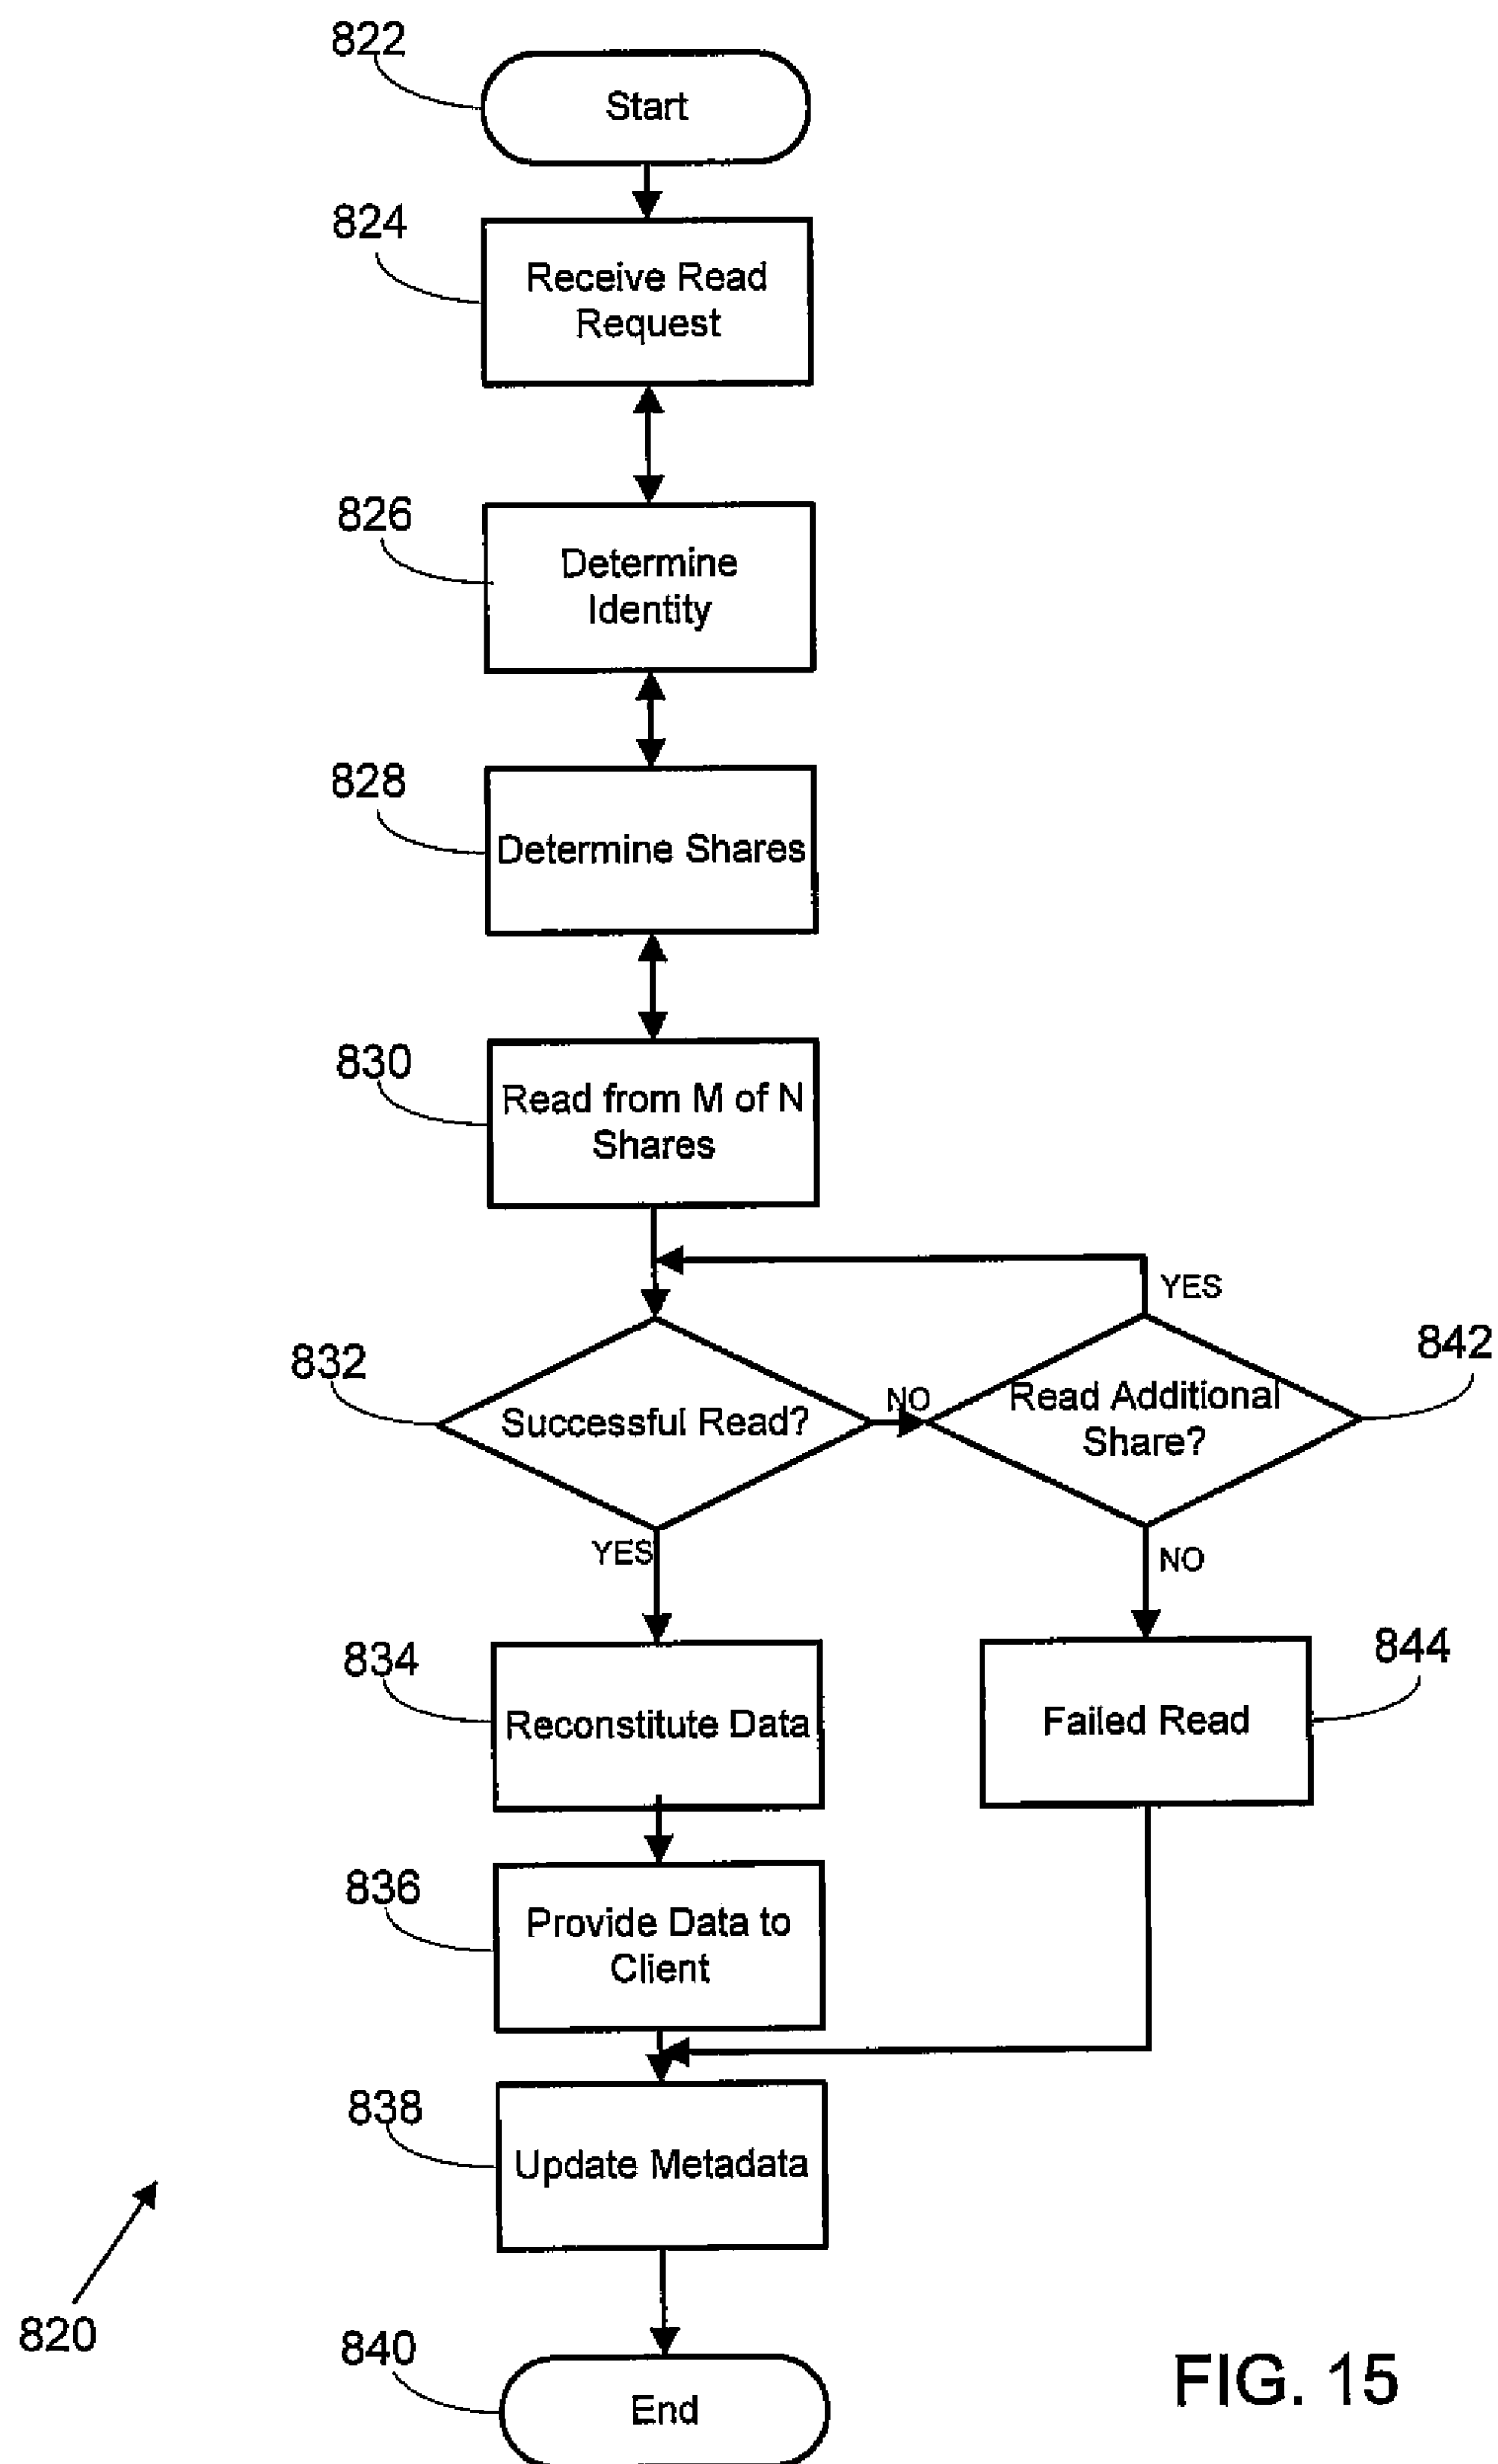 822
Start
824
Receive Read
Request
826
Determine
Identity
828
Determine Shares
830
Read from M of N
Shares
YES
832
Successful Read?
NO
Read Additional
Share?
842
YES
NO
834
Reconstitute Data
Failed Read
844
836
Provide Data to
Client
838
Update Metadata
820
840
End
FIG. 15